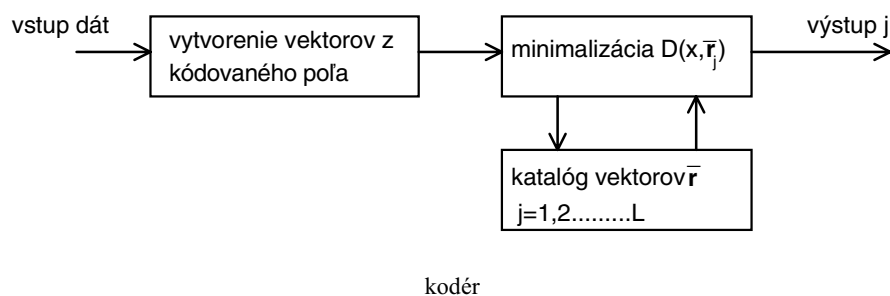 vstup dát
vytvorenie vektorov z
kódovaného poľa
minimalizácia D(x,r̅j)
výstup j
katalóg vektorov r̅
j=1,2.........L
kodér